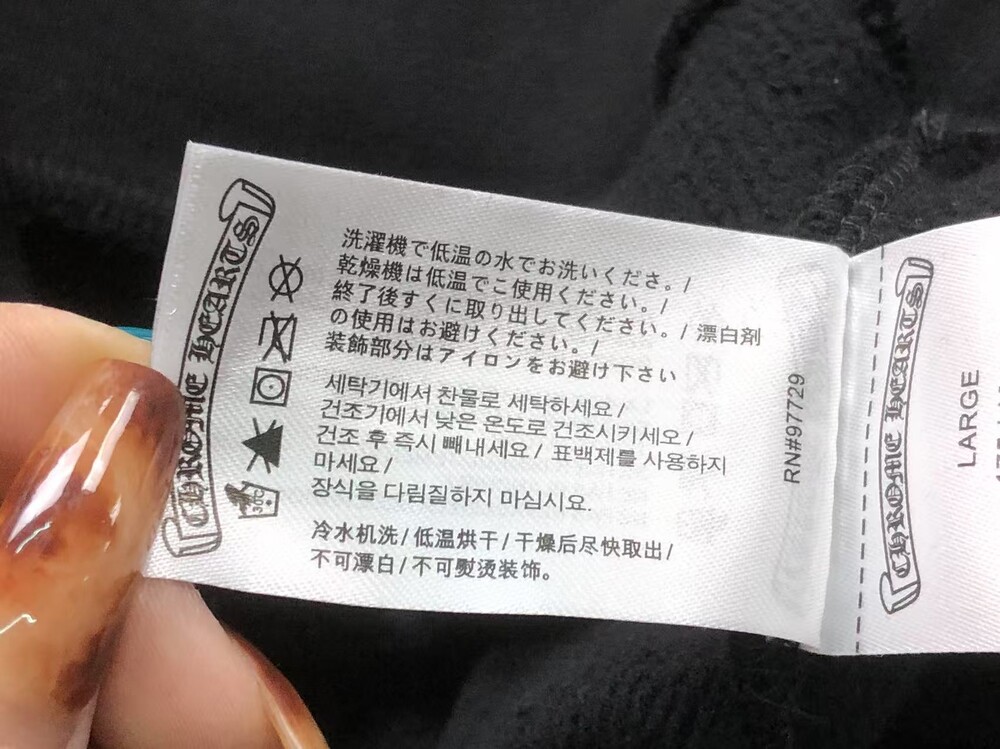 CHROME HEARTS
洗濯機で低温の水でお洗いくださ。/
乾燥機は低温でご使用ください。/
終了後すぐに取り出してください。/ 漂白剤
の使用はお避けください。/
装飾部分はアイロンをお避け下さい
세탁기에서 찬물로 세탁하세요 /
건조기에서 낮은 온도로 건조시키세오 /
건조 후 즉시 빼내세요 / 표백제를 사용하지
마세요 /
장식을 다림질하지 마십시요.
冷水机洗/低温烘干/干燥后尽快取出/
不可漂白/不可熨烫装饰。
30C
RN#97729
CHROME HEARTS
LARGE